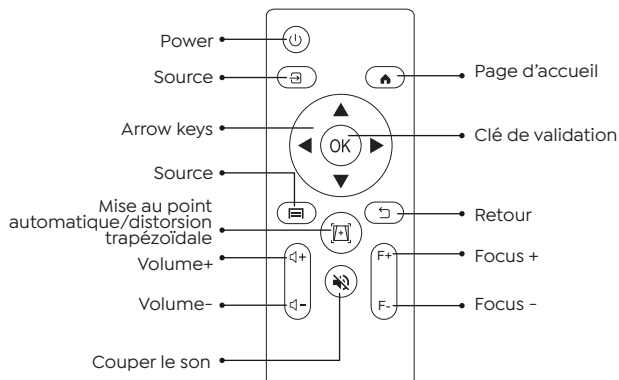 Power
Source
Page d'accueil
Arrow keys
OK
Clé de validation
Source
Mise au point
automatique/distorsion
trapézoïdale
Retour
Volume+
+
F+
Focus +
Volume-
-
F-
Focus -
Couper le son